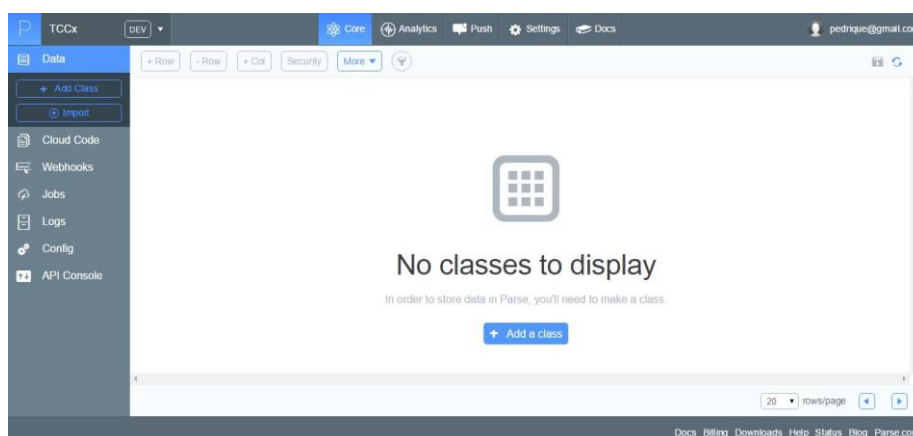 P TCCx DEV Core Analytics Push Settings Docs pedrique@gmail.co
Data + Row - Row + Col Security More
+ Add Class
Import
Cloud Code
Webhooks
Jobs
Logs
Config
API Console
No classes to display
In order to store data in Parse, you'll need to make a class.
+ Add a class
20 rows/page
Docs Billing Downloads Help Status Blog Parse.co